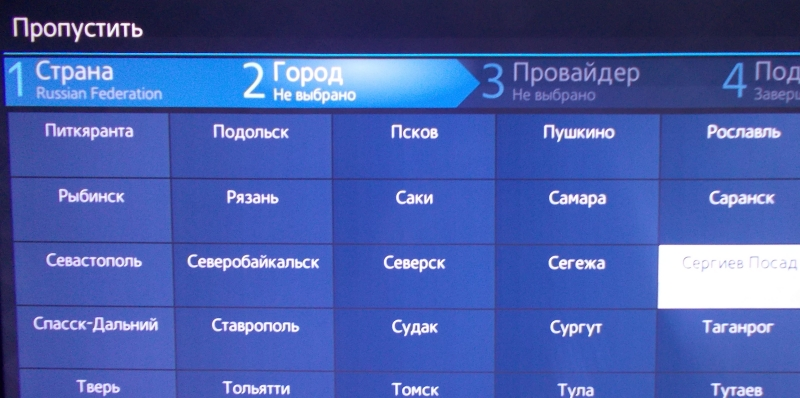 Пропустить
1 Страна
Russian Federation
2 Город
Не выбрано
3 Провайдер
Не выбрано
4
Питкяранта Подольск Псков Пушкино Рославль
Рыбинск Рязань Саки Самара Саранск
Севастополь Северобайкальск Северск Сегежа Сергиев Посад
Спасск-Дальний Ставрополь Судак Сургут Таганрог
Тверь Тольятти Томск Тула Тутаев